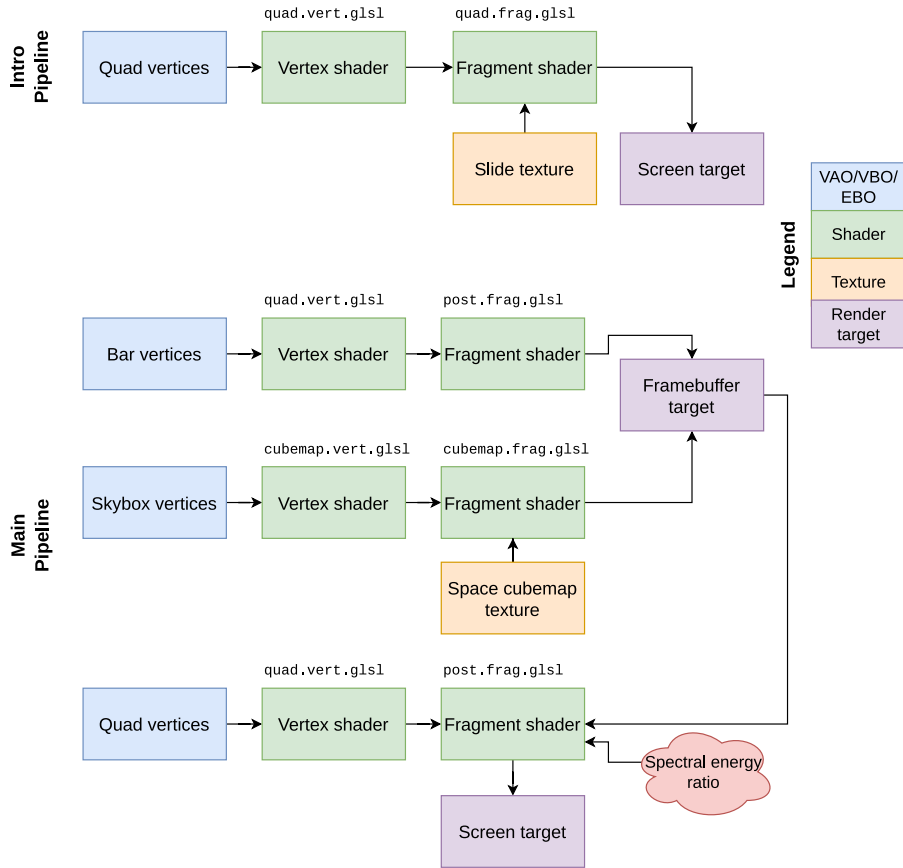 quad.vert.glsl
quad.frag.glsl
Intro
Pipeline
Quad vertices
Vertex shader
Fragment shader
Slide texture
Screen target
Legend
VAO/VBO/
EBO
Shader
Texture
Render
target
Main
Pipeline
quad.vert.glsl
post.frag.glsl
Bar vertices
Vertex shader
Fragment shader
Framebuffer
target
cubemap.vert.glsl
cubemap.frag.glsl
Skybox vertices
Vertex shader
Fragment shader
Space cubemap
texture
quad.vert.glsl
post.frag.glsl
Quad vertices
Vertex shader
Fragment shader
Spectral energy
ratio
Screen target